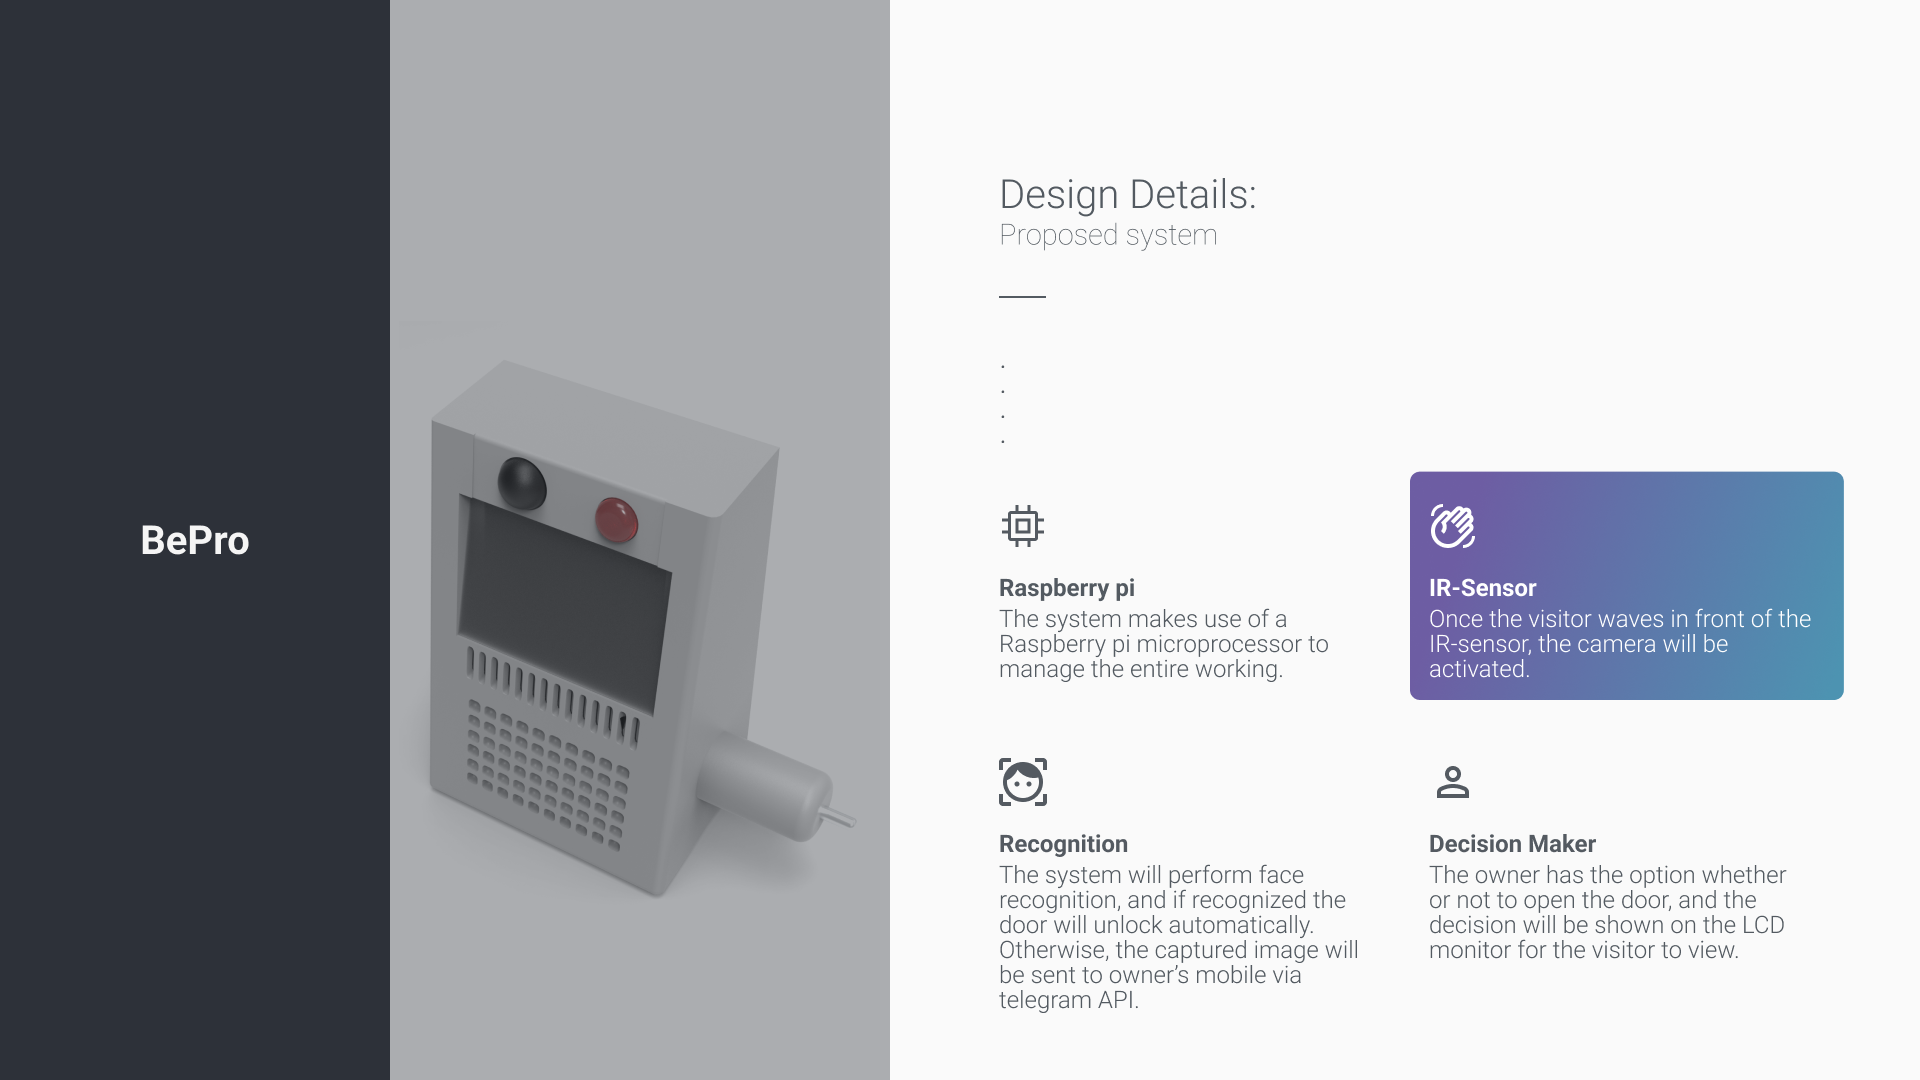 BePro
Design Details:
Proposed system
.
.
.
.
Raspberry pi
The system makes use of a
Raspberry pi microprocessor to
manage the entire working.
IR-Sensor
Once the visitor waves in front of the
IR-sensor, the camera will be
activated.
Recognition
The system will perform face
recognition, and if recognized the
door will unlock automatically.
Otherwise, the captured image will
be sent to owner’s mobile via
telegram API.
Decision Maker
The owner has the option whether
or not to open the door, and the
decision will be shown on the LCD
monitor for the visitor to view.